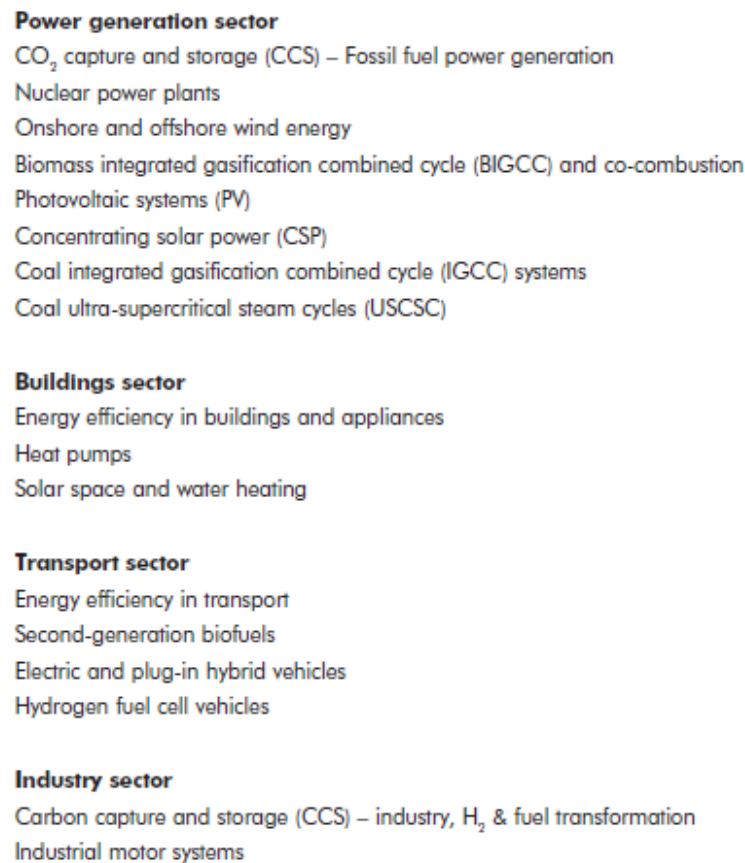 Power generation sector
CO₂ capture and storage (CCS) – Fossil fuel power generation
Nuclear power plants
Onshore and offshore wind energy
Biomass integrated gasification combined cycle (BIGCC) and co-combustion
Photovoltaic systems (PV)
Concentrating solar power (CSP)
Coal integrated gasification combined cycle (IGCC) systems
Coal ultra-supercritical steam cycles (USCSC)
Buildings sector
Energy efficiency in buildings and appliances
Heat pumps
Solar space and water heating
Transport sector
Energy efficiency in transport
Second-generation biofuels
Electric and plug-in hybrid vehicles
Hydrogen fuel cell vehicles
Industry sector
Carbon capture and storage (CCS) – industry, H₂ & fuel transformation
Industrial motor systems